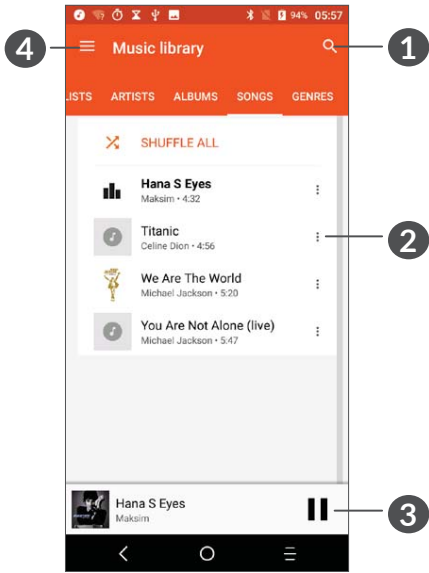 94% 05:57
4
Music library
1
LISTS ARTISTS ALBUMS SONGS GENRES
SHUFFLE ALL
Hana S Eyes
Maksim • 4:32
Titanic
2
Celine Dion • 4:56
We Are The World
Michael Jackson • 5:20
You Are Not Alone (live)
Michael Jackson • 5:47
Hana S Eyes
3
Maksim